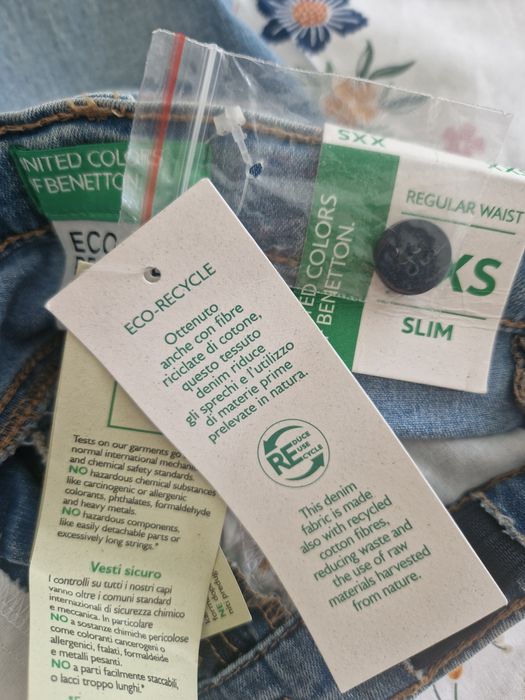 UNITED COLORS
OF BENETTON
ECO
SXX
UNITED COLORS
OF BENETTON.
REGULAR WAIST
XS
SLIM
ECO-RECYCLE
Ottenuto
anche con fibre
riciclate di cotone,
questo tessuto
denim riduce
gli sprechi e l'utilizzo
di materie prime
prelevate in natura.
REDUCE
USE
CYCLE
This denim
fabric is made
also with recycled
cotton fibres,
reducing waste and
the use of raw
materials harvested
from nature.
Tests on our garments go
normal international mechani
and chemical safety standards.
NO hazardous chemical substances
like carcinogenic or allergenic
colorants, phthalates, formaldehyde
and heavy metals.
NO hazardous components,
like easily detachable parts or
excessively long strings.*
Vesti sicuro
I controlli su tutti i nostri capi
vanno oltre i comuni standard
internazionali di sicurezza chimico
e meccanica. In particolare
NO a sostanze chimiche pericolose
come coloranti cancerogeni o
allergenici, ftalati, formaldeide
e metalli pesanti.
NO a parti facilmente staccabili,
o lacci troppo lunghi.*